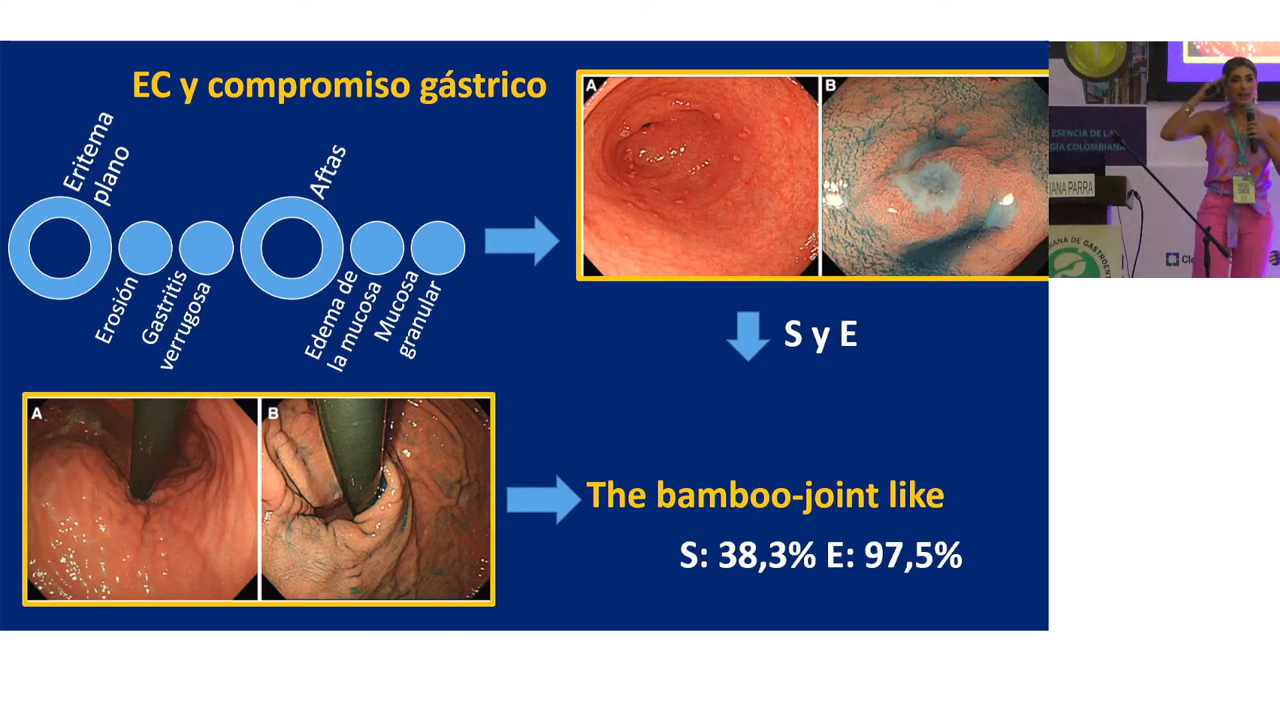 EC y compromiso gástrico
Eritema
plano
Erosión
Gastritis
verrugosa
Aftas
Edema de
la mucosa
Mucosa
granular
A
B
S y E
A
B
The bamboo-joint like
S: 38,3% E: 97,5%
ESENCIA DE LA
GÍA COLOMBIANA
IANA PARRA
IANA DE GASTROENT